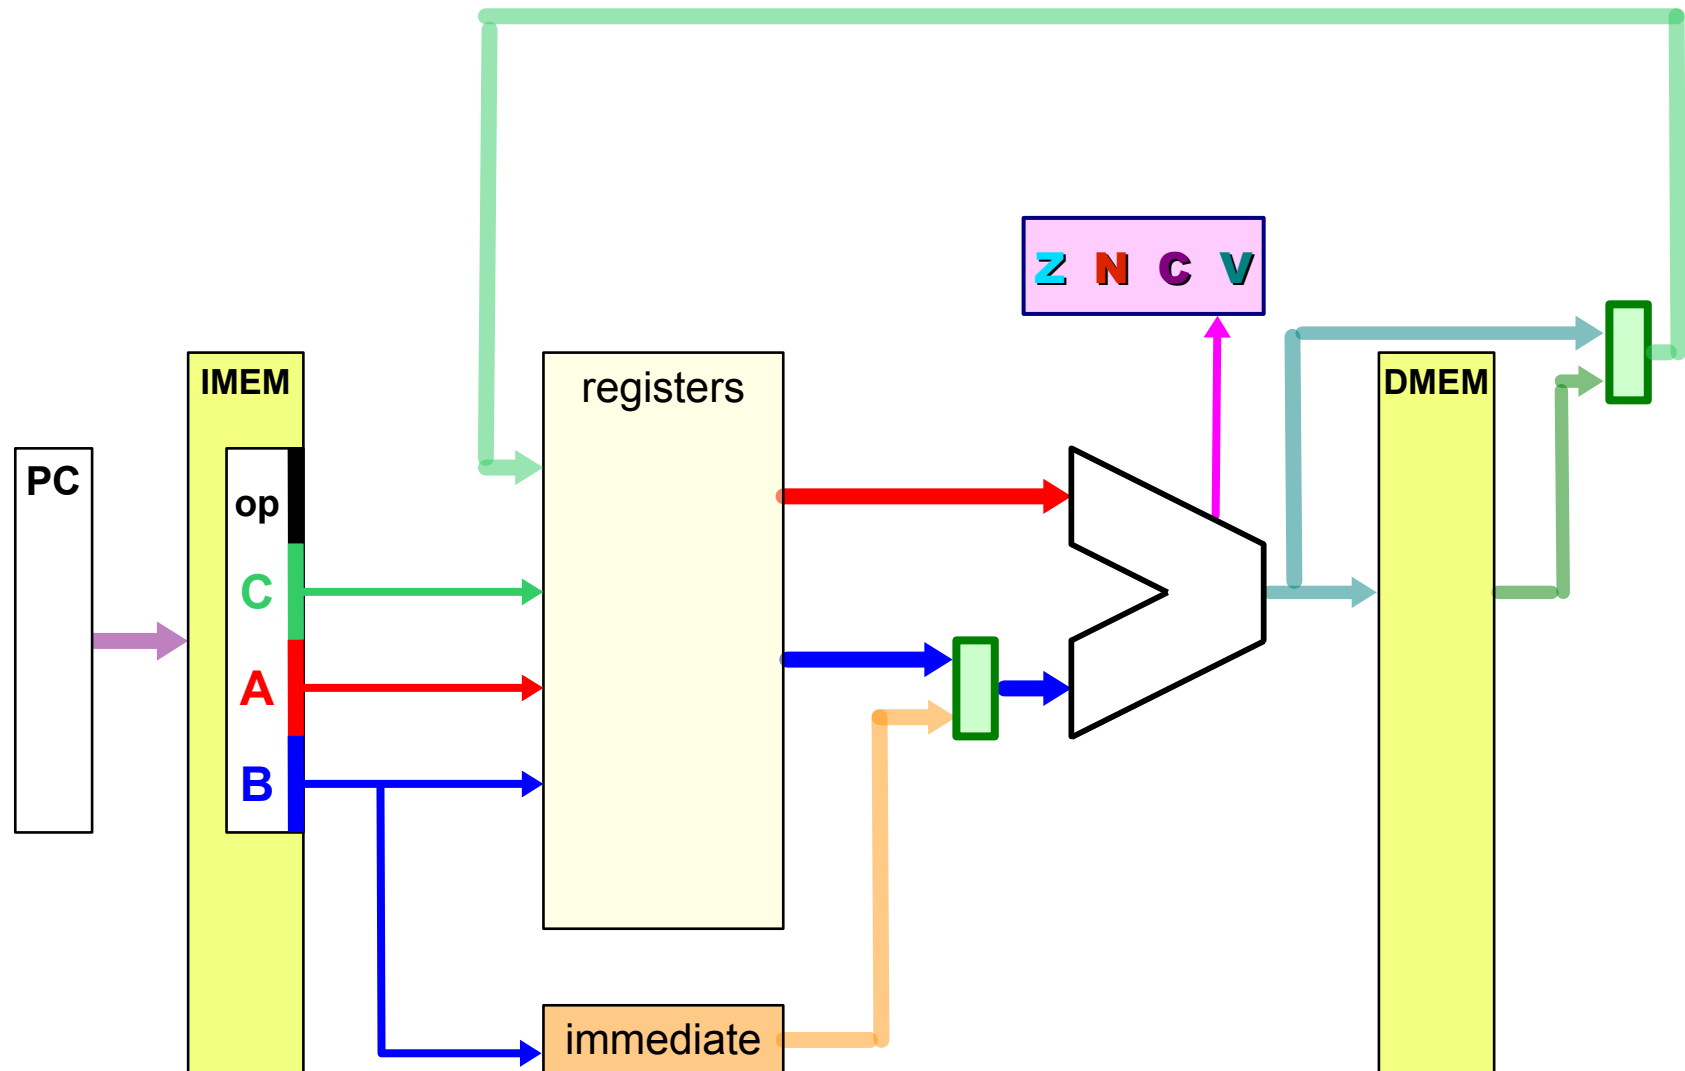 Z N C V
IMEM
registers
DMEM
PC
op
C
A
B
immediate